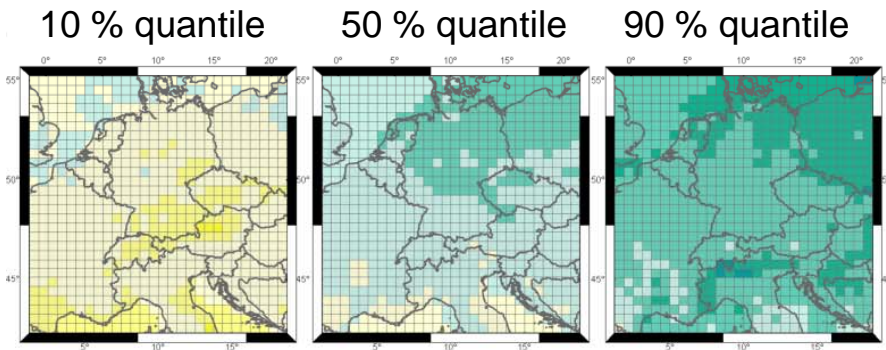 10 % quantile
50 % quantile
90 % quantile
0° 5° 10° 15° 20°
0° 5° 10° 15° 20°
0° 5° 10° 15° 20°
55° 55° 55°
50° 50° 50°
45° 45° 45°
5° 10° 15°
5° 10° 15°
5° 10° 15°